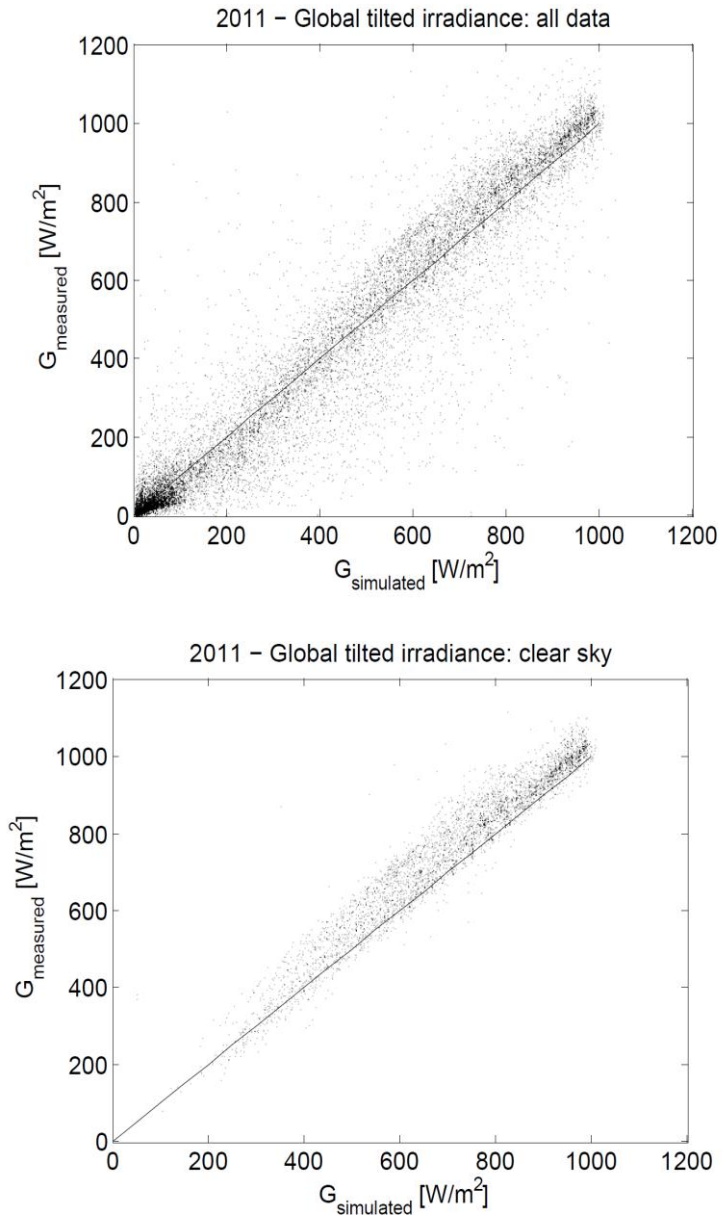 2011 − Global tilted irradiance: all data
1200
1000
800
600
400
200
0
G_measured [W/m²]
0 200 400 600 800 1000 1200
G_simulated [W/m²]
2011 − Global tilted irradiance: clear sky
1200
1000
800
600
400
200
0
G_measured [W/m²]
0 200 400 600 800 1000 1200
G_simulated [W/m²]